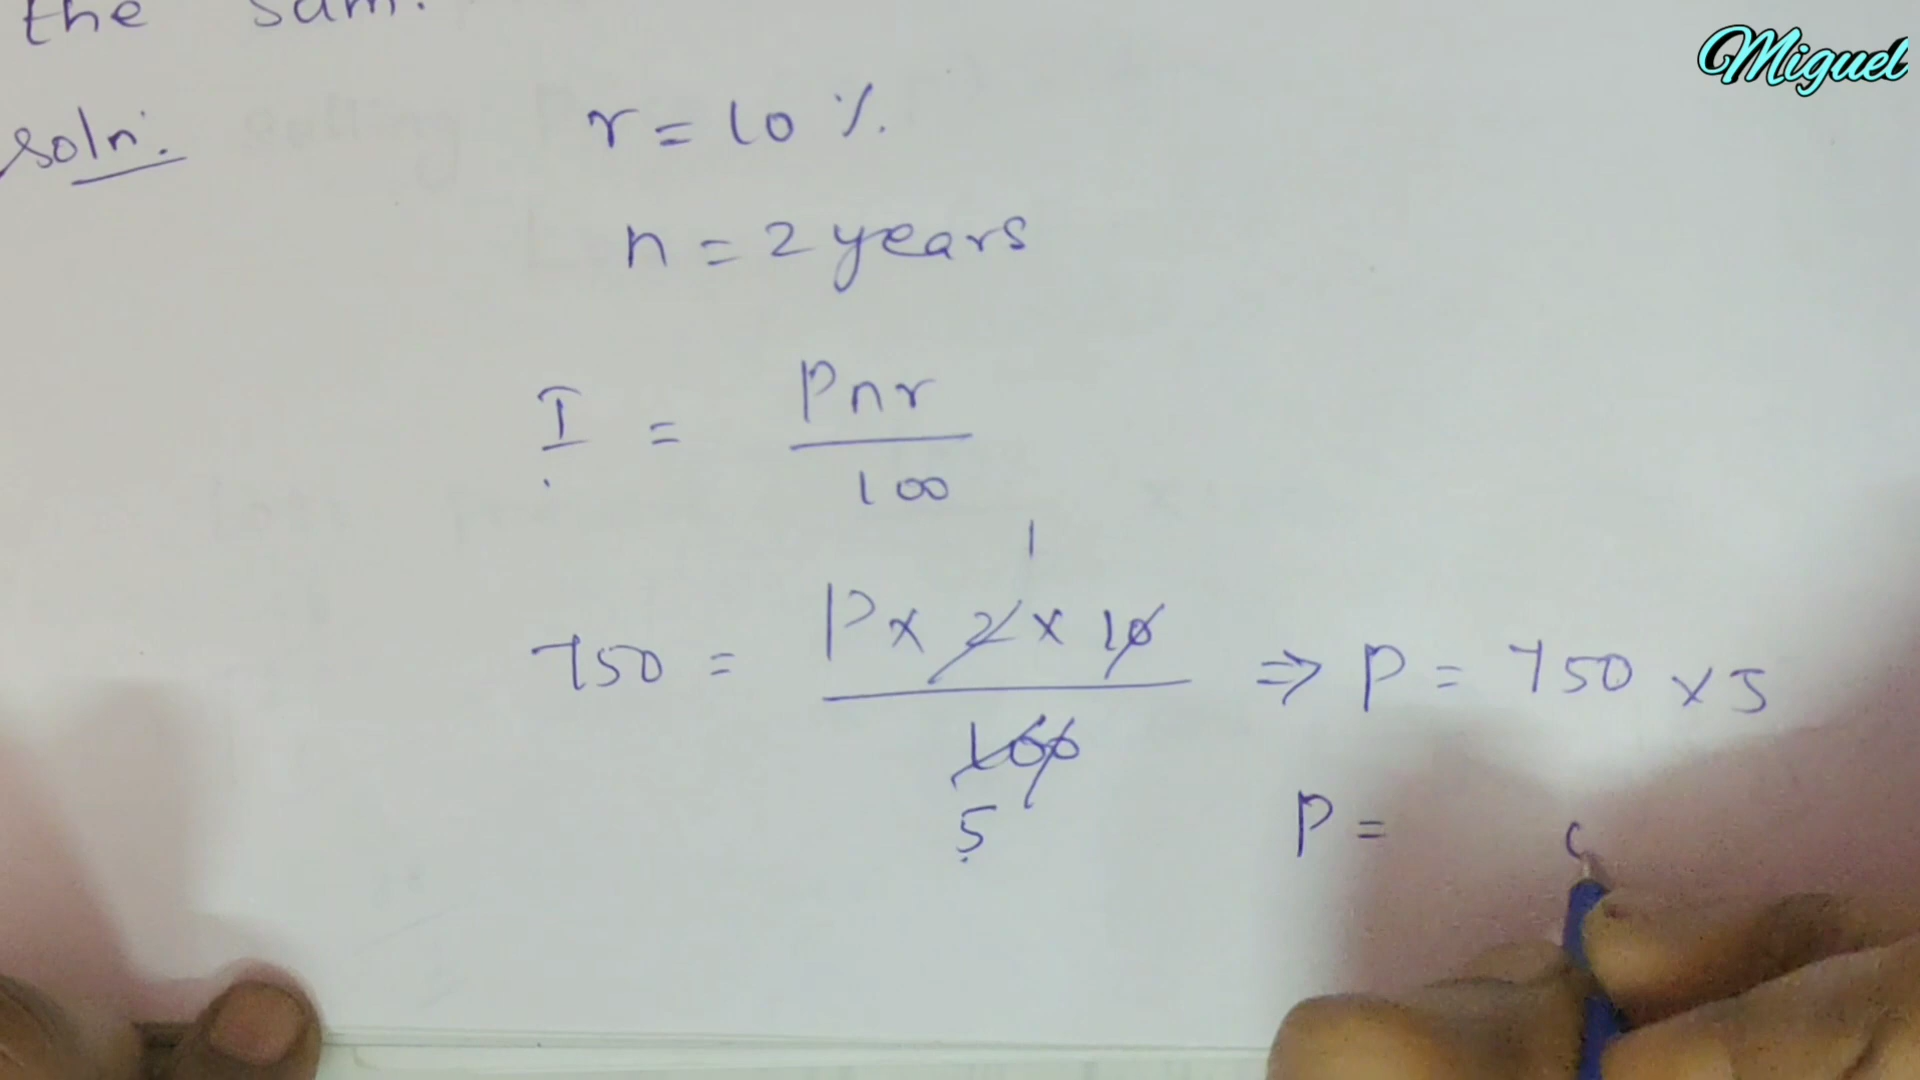 the sum.
Miguel
soln:
r = 10 %.
n = 2 years
I = Pnr
100
1
750 = P x 2 x 10 ⇒ P = 750 x 5
100
5
P =